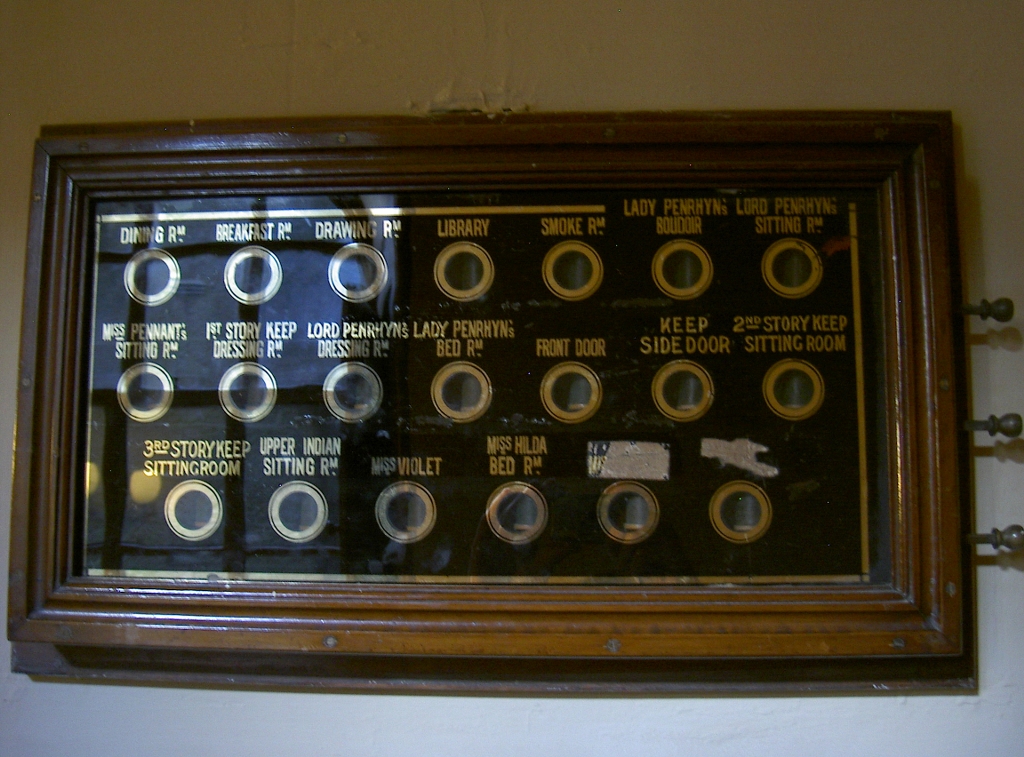 DINING RM
BREAKFAST RM
DRAWING RM
LIBRARY
SMOKE RM
LADY PENRHYN'S
BOUDOIR
LORD PENRHYN'S
SITTING RM
MISS PENNANT'S
SITTING RM
1ST STORY KEEP
DRESSING RM
LORD PENRHYN'S
DRESSING RM
LADY PENRHYN'S
BED RM
FRONT DOOR
KEEP
SIDE DOOR
2ND STORY KEEP
SITTING ROOM
3RD STORY KEEP
SITTING ROOM
UPPER INDIAN
SITTING RM
MISS VIOLET
MISS HILDA
BED RM